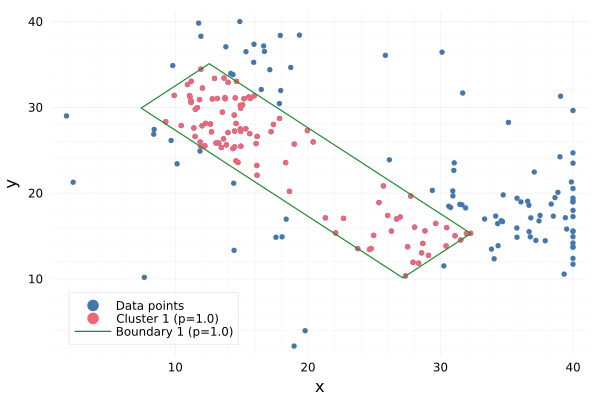 40
30
20
10
y
Data points
Cluster 1 (p=1.0)
Boundary 1 (p=1.0)
10 20 30 40
x